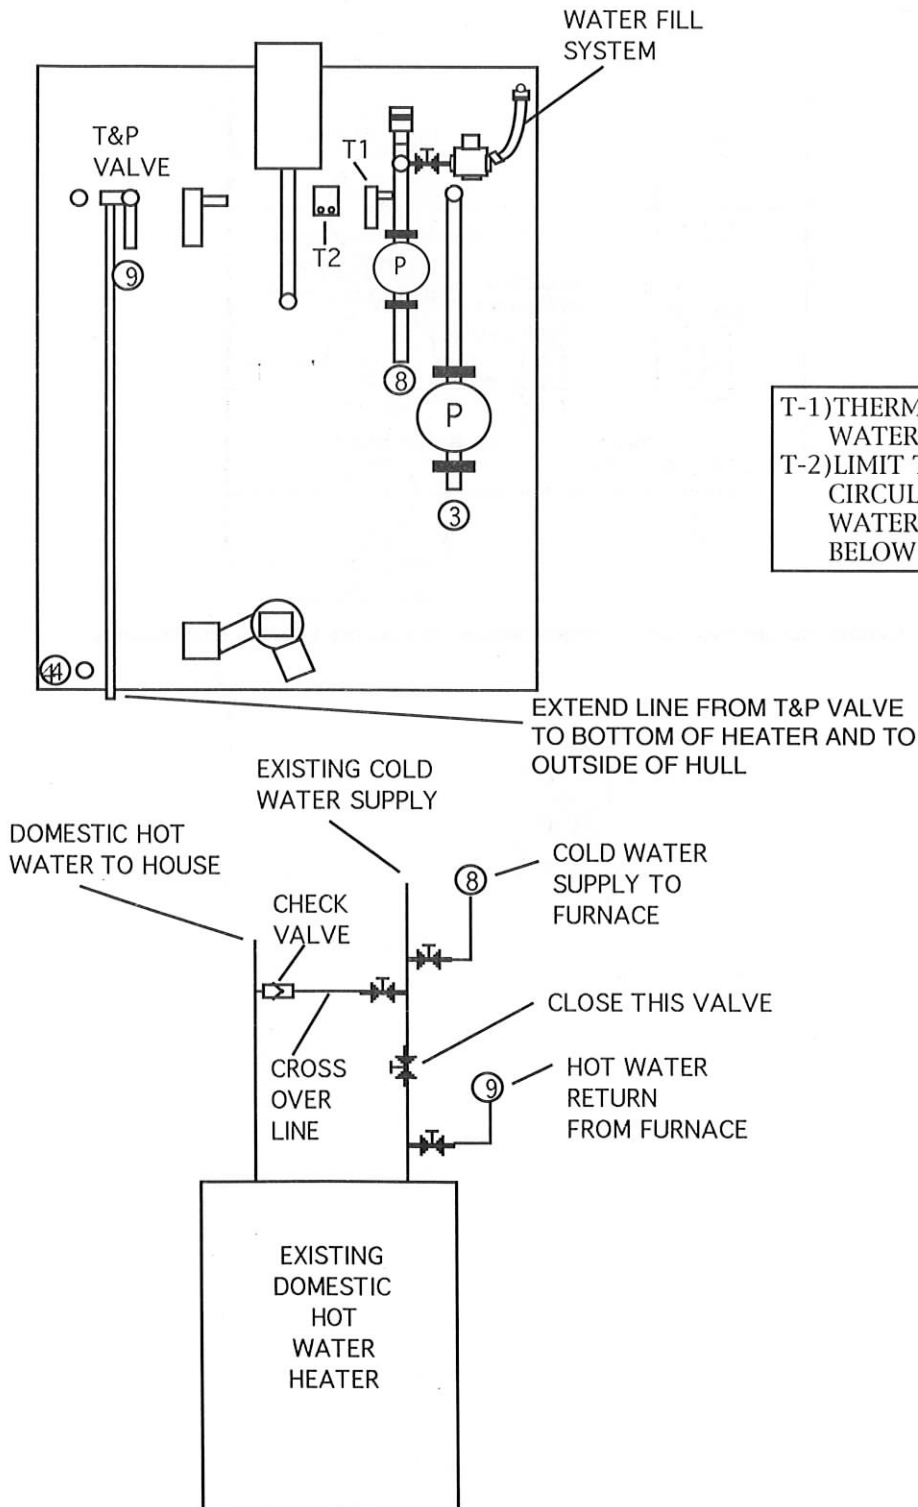 WATER FILL
SYSTEM
T&P
VALVE
T1
T2
9
P
8
P
3
T-1)THERM
WATER
T-2)LIMIT T
CIRCUL
WATER
BELOW
EXTEND LINE FROM T&P VALVE
TO BOTTOM OF HEATER AND TO
OUTSIDE OF HULL
EXISTING COLD
WATER SUPPLY
DOMESTIC HOT
WATER TO HOUSE
8
COLD WATER
SUPPLY TO
FURNACE
CHECK
VALVE
CLOSE THIS VALVE
CROSS
OVER
LINE
9
HOT WATER
RETURN
FROM FURNACE
EXISTING
DOMESTIC
HOT
WATER
HEATER